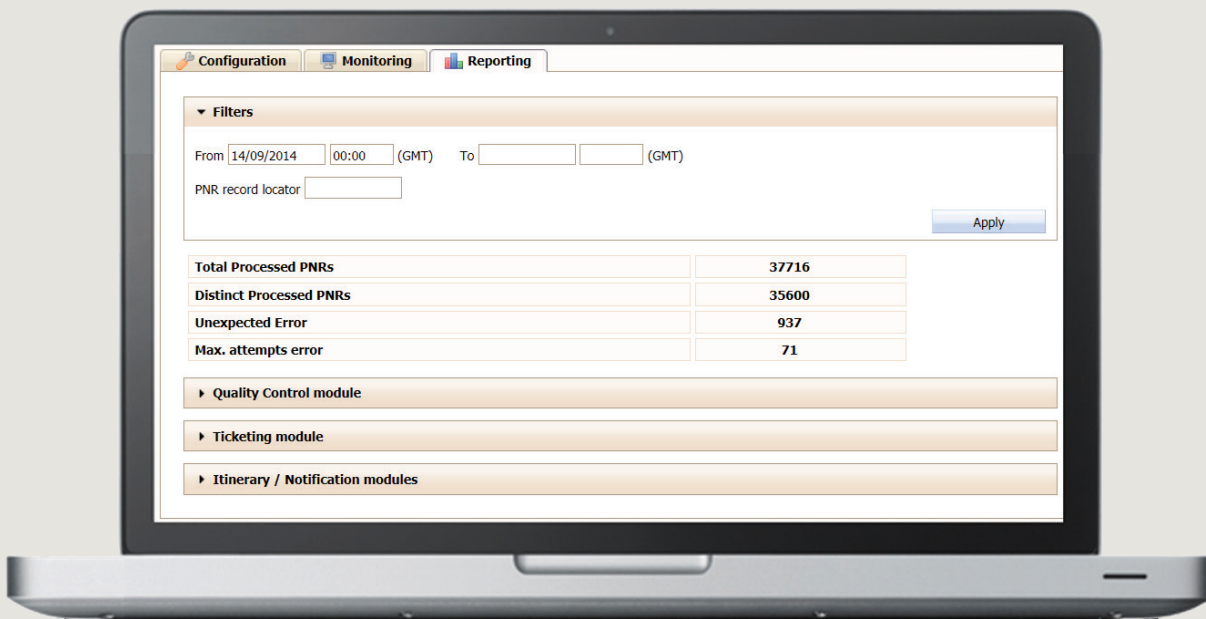 Configuration Monitoring Reporting
Filters
From 14/09/2014 00:00 (GMT) To (GMT)
PNR record locator
Apply
Total Processed PNRs 37716
Distinct Processed PNRs 35600
Unexpected Error 937
Max. attempts error 71
Quality Control module
Ticketing module
Itinerary / Notification modules